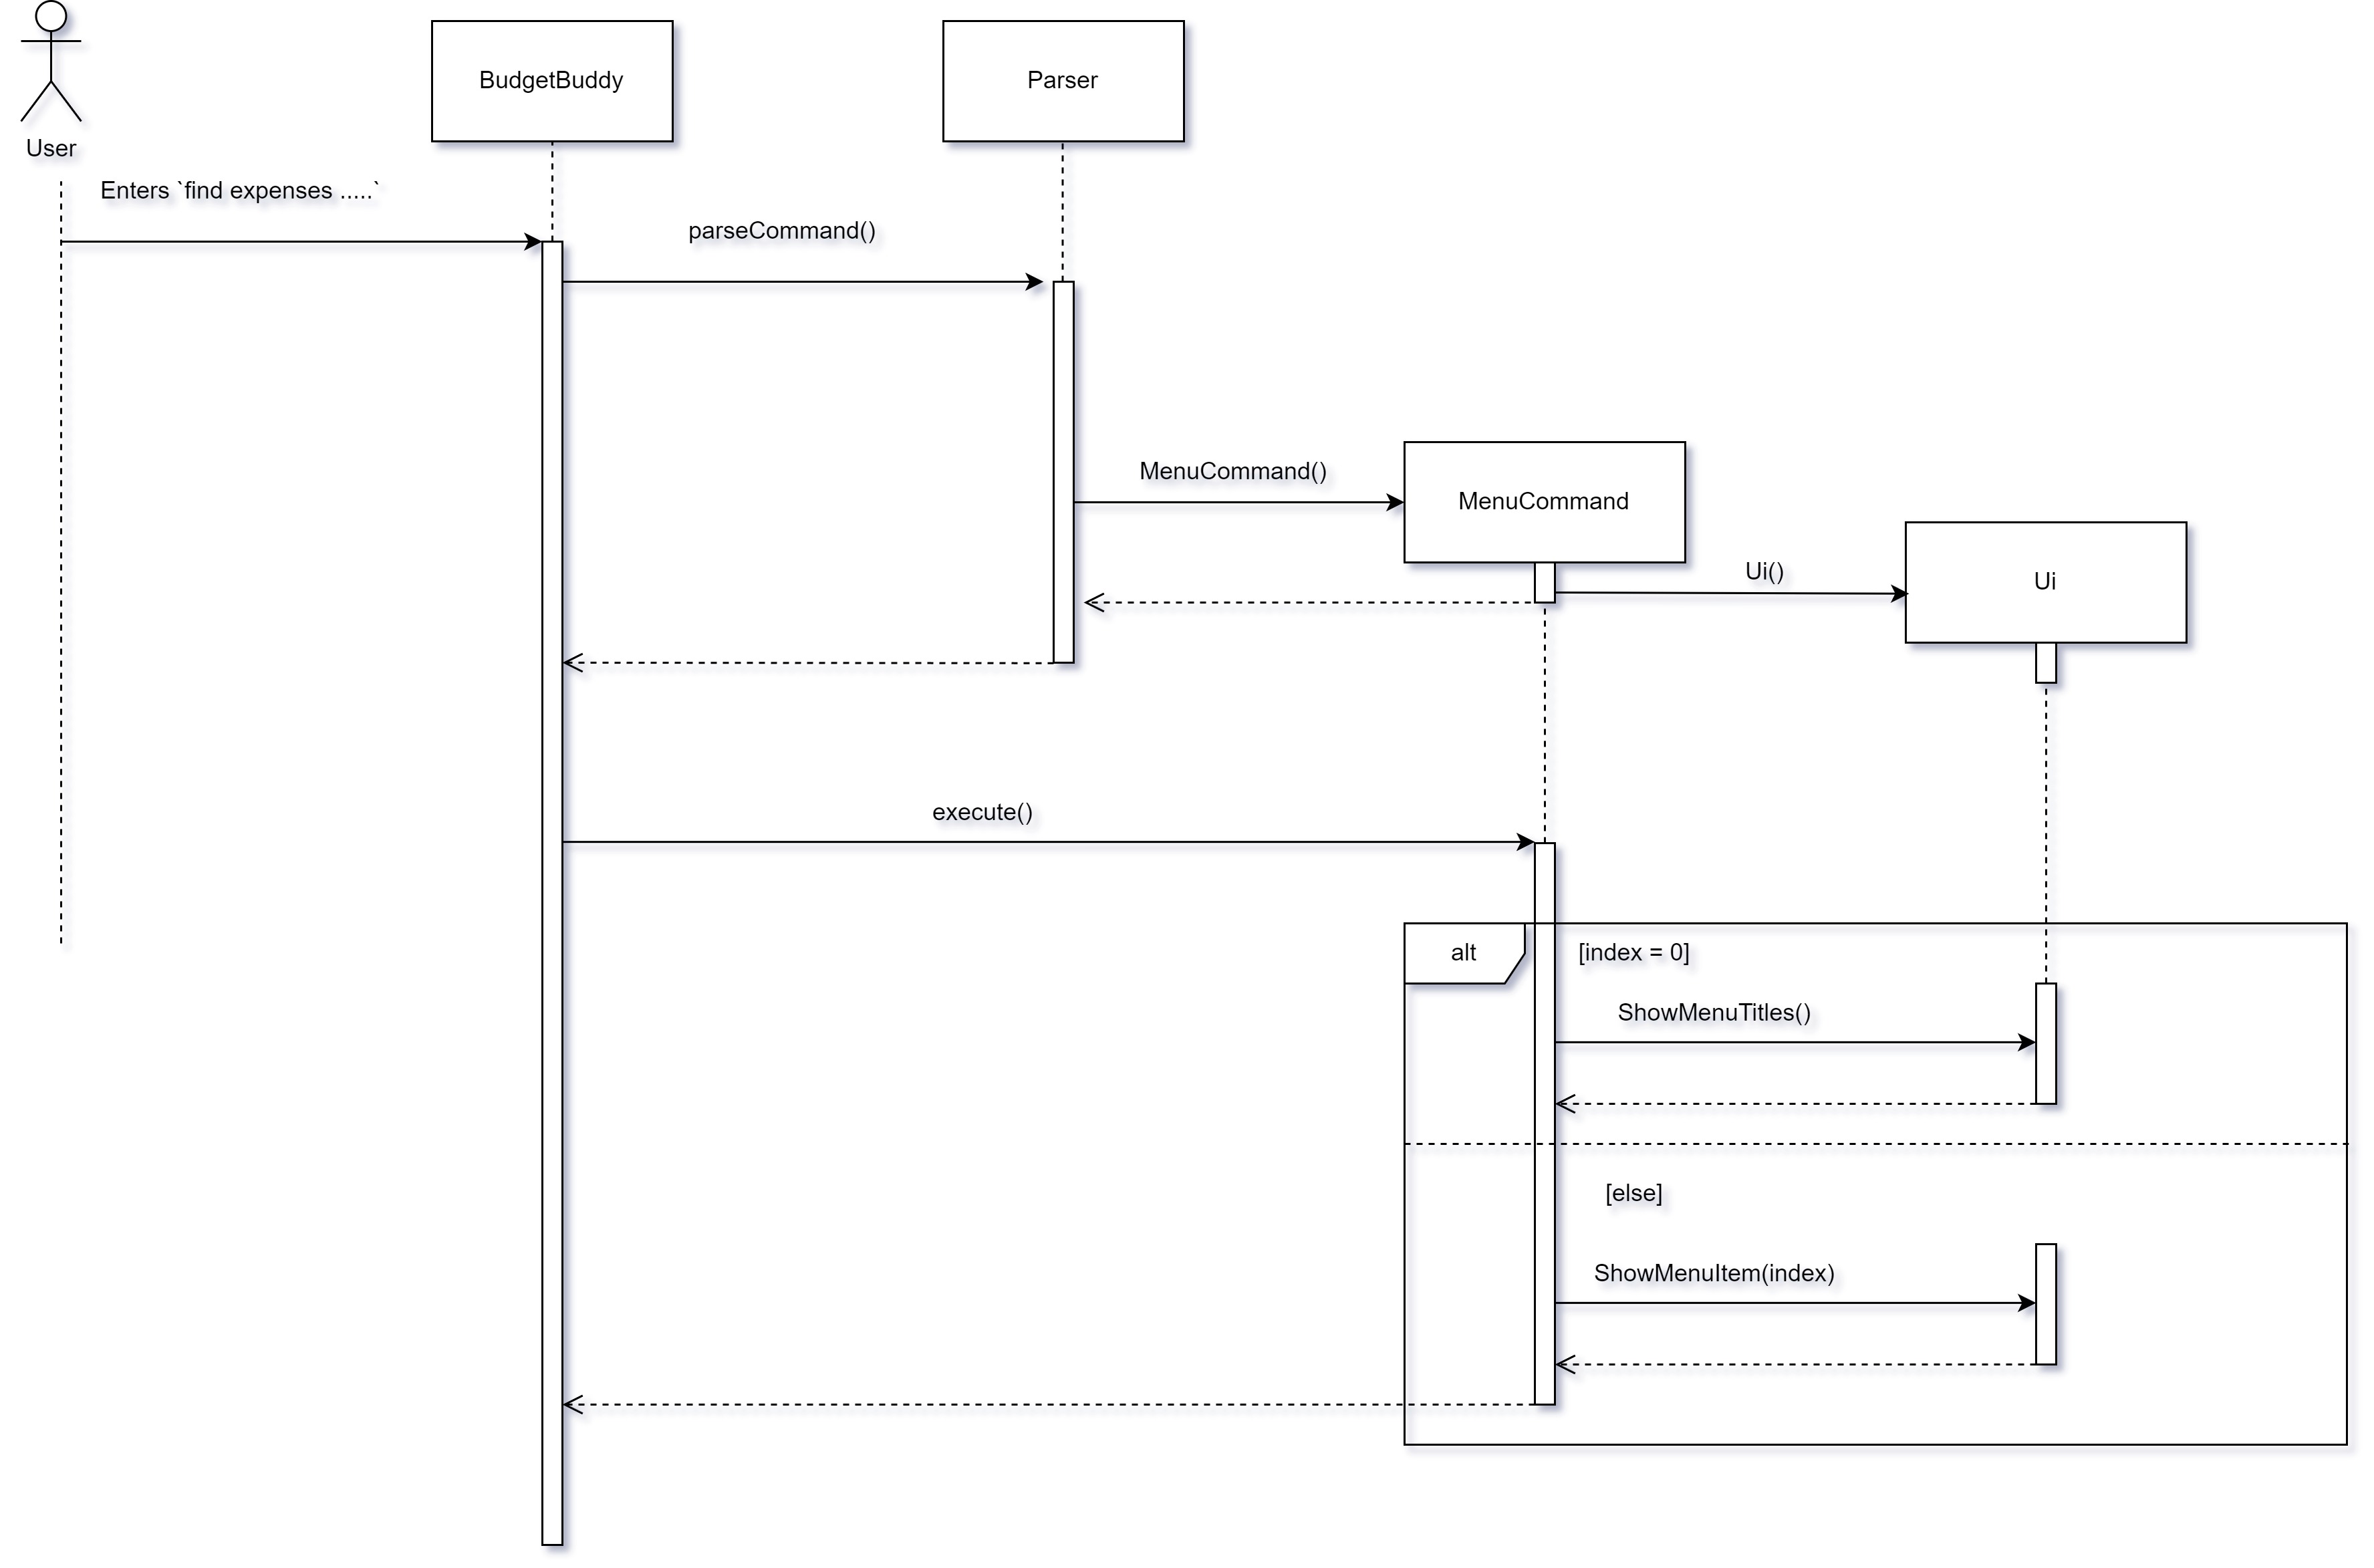 BudgetBuddy
Parser
User
Enters `find expenses .....`
parseCommand()
MenuCommand()
MenuCommand
Ui()
Ui
execute()
alt
[index = 0]
ShowMenuTitles()
[else]
ShowMenuItem(index)